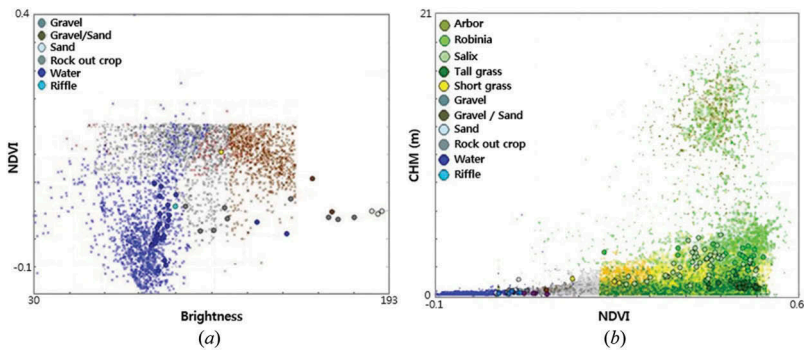 0.4
Gravel
Gravel/Sand
Sand
Rock out crop
Water
Riffle
NDVI
-0.1
30
193
Brightness
(a)
21
Arbor
Robinia
Salix
Tall grass
Short grass
Gravel
Gravel / Sand
Sand
Rock out crop
Water
Riffle
CHM (m)
0
-0.1
0.6
NDVI
(b)